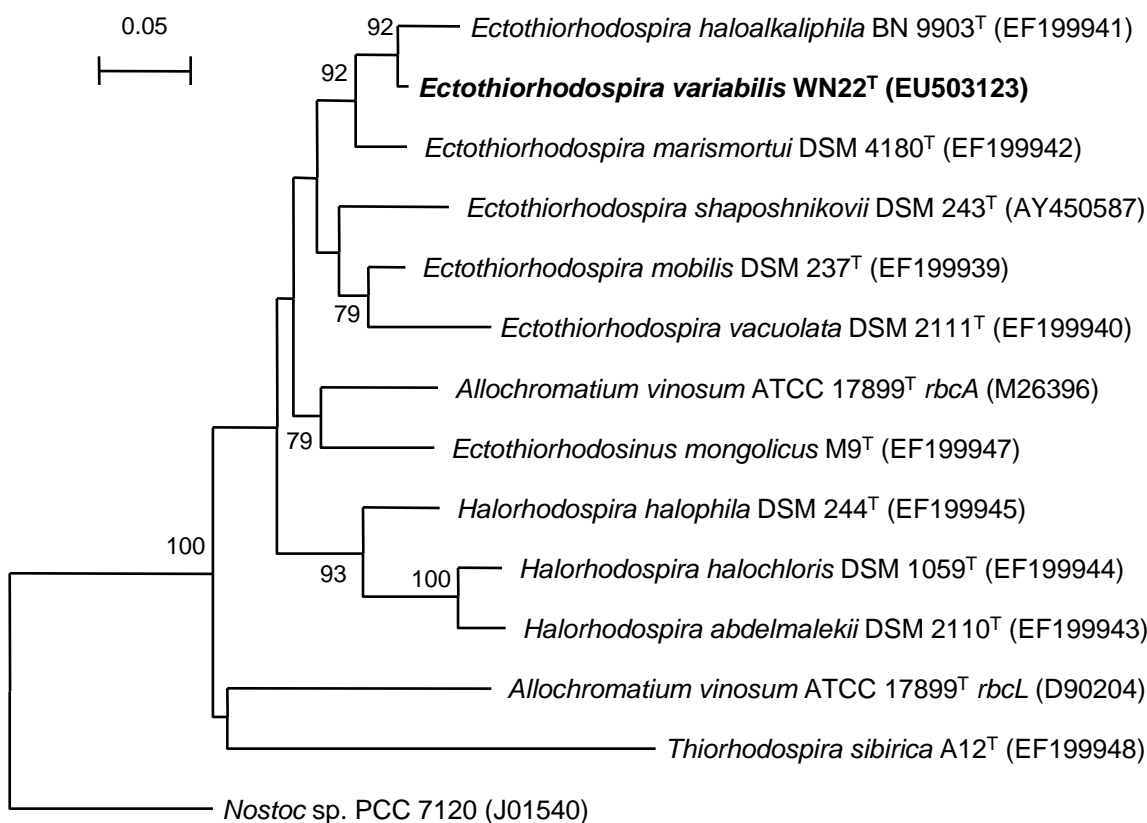 0.05
92
Ectothiorhodospira haloalkaliphila BN 9903ᵀ (EF199941)
92
Ectothiorhodospira variabilis WN22ᵀ (EU503123)
Ectothiorhodospira marismortui DSM 4180ᵀ (EF199942)
Ectothiorhodospira shaposhnikovii DSM 243ᵀ (AY450587)
Ectothiorhodospira mobilis DSM 237ᵀ (EF199939)
79
Ectothiorhodospira vacuolata DSM 2111ᵀ (EF199940)
Allochromatium vinosum ATCC 17899ᵀ rbcA (M26396)
79
Ectothiorhodosinus mongolicus M9ᵀ (EF199947)
Halorhodospira halophila DSM 244ᵀ (EF199945)
100
93
100
Halorhodospira halochloris DSM 1059ᵀ (EF199944)
Halorhodospira abdelmalekii DSM 2110ᵀ (EF199943)
Allochromatium vinosum ATCC 17899ᵀ rbcL (D90204)
Thiorhodospira sibirica A12ᵀ (EF199948)
Nostoc sp. PCC 7120 (J01540)